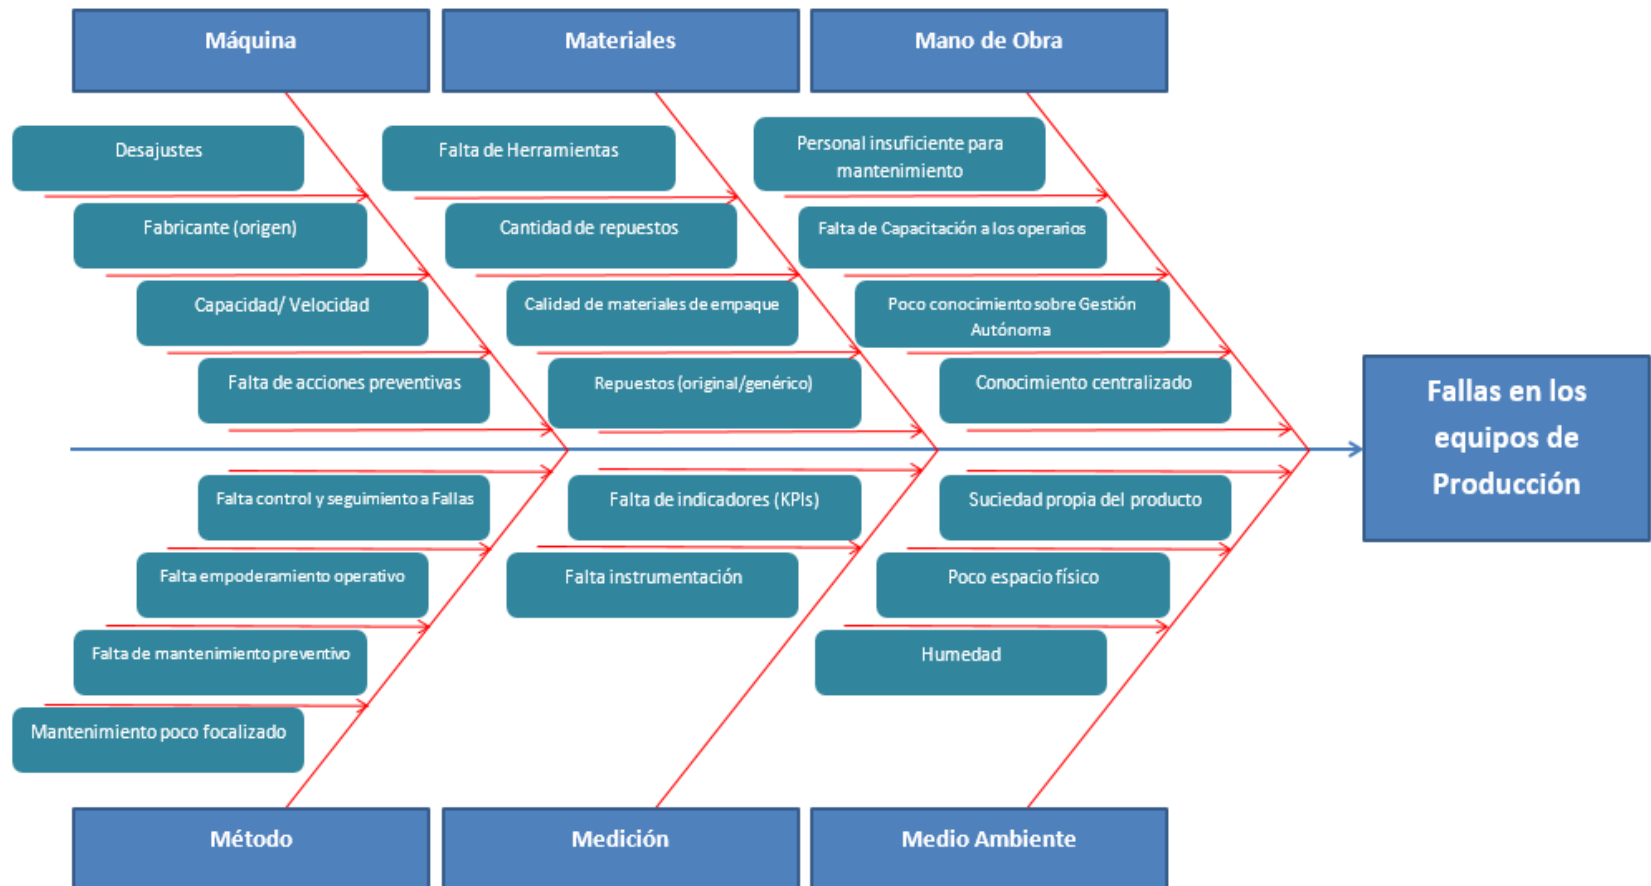 Máquina
Materiales
Mano de Obra
Desajustes
Falta de Herramientas
Personal insuficiente para
mantenimiento
Fabricante (origen)
Cantidad de repuestos
Falta de Capacitación a los operarios
Capacidad/ Velocidad
Calidad de materiales de empaque
Poco conocimiento sobre Gestión
Autónoma
Falta de acciones preventivas
Repuestos (original/genérico)
Conocimiento centralizado
Fallas en los
equipos de
Producción
Falta control y seguimiento a Fallas
Falta de indicadores (KPIs)
Suciedad propia del producto
Falta empoderamiento operativo
Falta instrumentación
Poco espacio físico
Falta de mantenimiento preventivo
Humedad
Mantenimiento poco focalizado
Método
Medición
Medio Ambiente